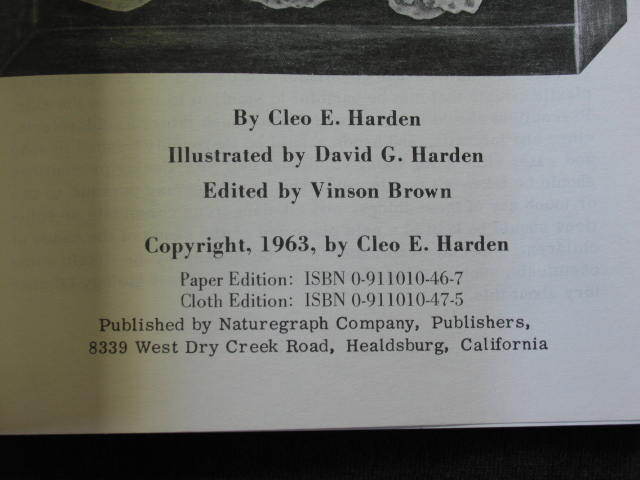 By Cleo E. Harden
Illustrated by David G. Harden
Edited by Vinson Brown
Copyright, 1963, by Cleo E. Harden
Paper Edition: ISBN 0-911010-46-7
Cloth Edition: ISBN 0-911010-47-5
Published by Naturegraph Company, Publishers,
8339 West Dry Creek Road, Healdsburg, California